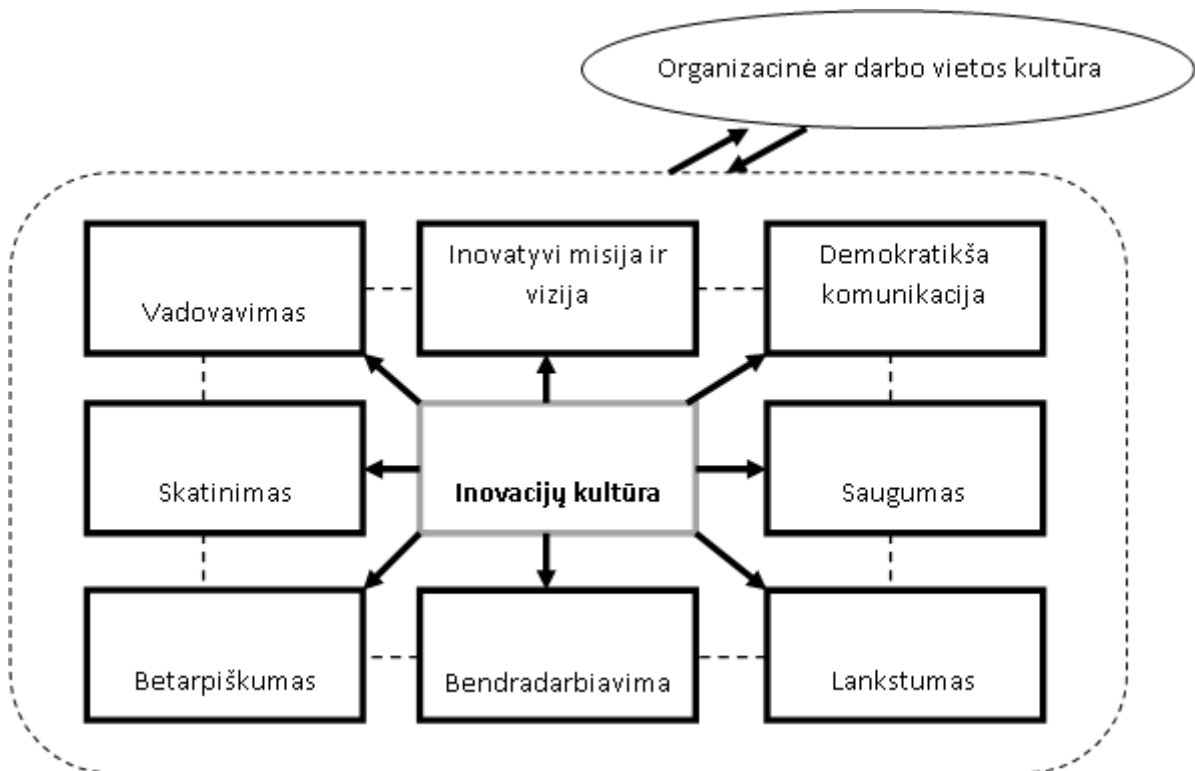 Organizacinė ar darbo vietos kultūra
Vadovavimas
Inovatyvi misija ir
vizija
Demokratikša
komunikacija
Skatinimas
Inovacijų kultūra
Saugumas
Betarpiškumas
Bendradarbiavima
Lankstumas